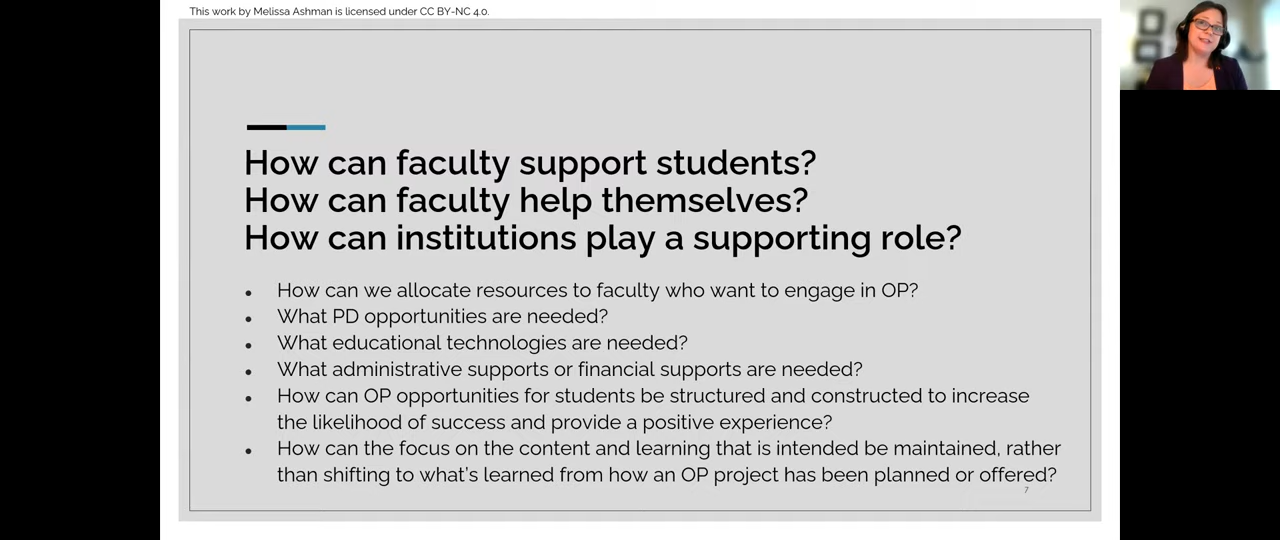 This work by Melissa Ashman is licensed under CC BY-NC 4.0.
How can faculty support students?
How can faculty help themselves?
How can institutions play a supporting role?
• How can we allocate resources to faculty who want to engage in OP?
• What PD opportunities are needed?
• What educational technologies are needed?
• What administrative supports or financial supports are needed?
• How can OP opportunities for students be structured and constructed to increase
the likelihood of success and provide a positive experience?
• How can the focus on the content and learning that is intended be maintained, rather
than shifting to what's learned from how an OP project has been planned or offered?
7